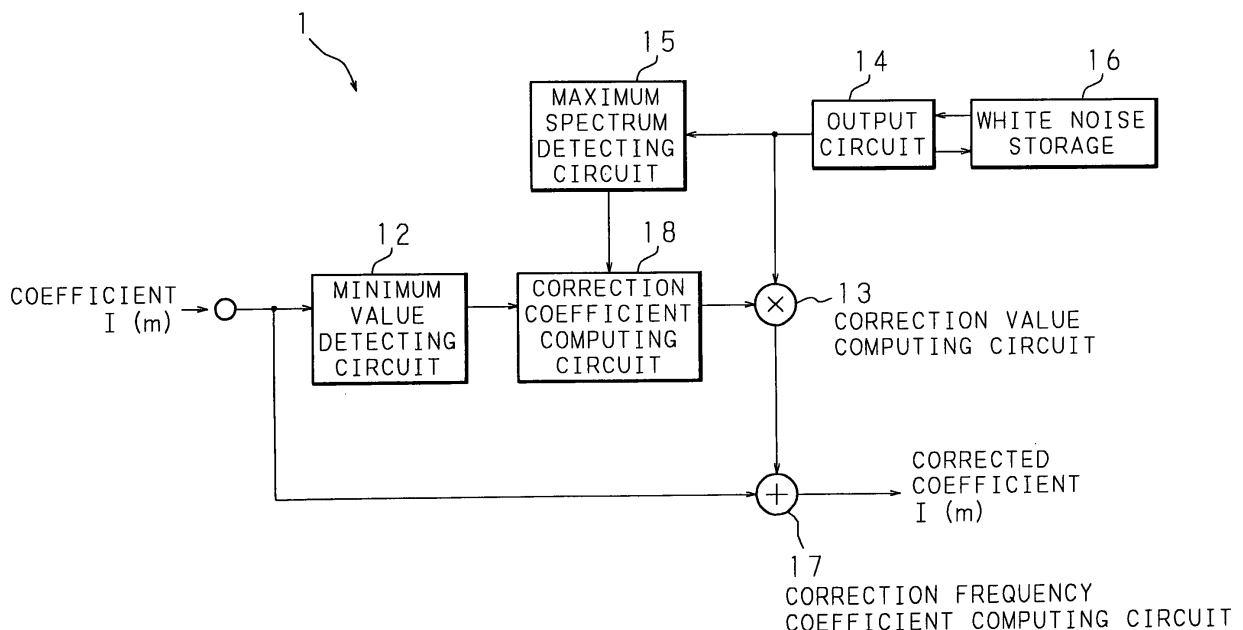 1
15
MAXIMUM
SPECTRUM
DETECTING
CIRCUIT
14
OUTPUT
CIRCUIT
16
WHITE NOISE
STORAGE
COEFFICIENT
I (m)
12
MINIMUM
VALUE
DETECTING
CIRCUIT
18
CORRECTION
COEFFICIENT
COMPUTING
CIRCUIT
×
13
CORRECTION VALUE
COMPUTING CIRCUIT
+
CORRECTED
COEFFICIENT
I (m)
17
CORRECTION FREQUENCY
COEFFICIENT COMPUTING CIRCUIT